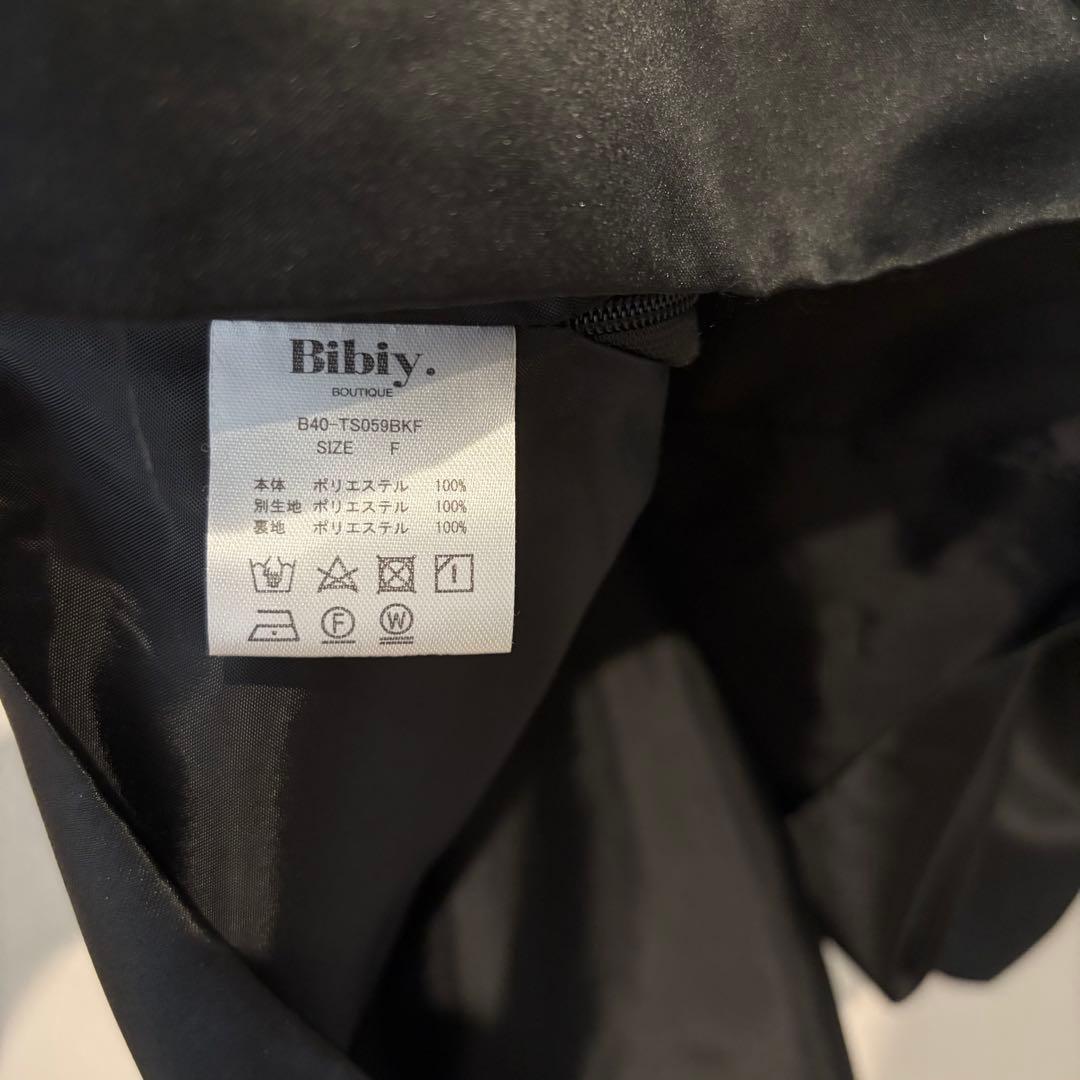 Bibiy.
BOUTIQUE
B40-TS059BKF
SIZE F
本体 ポリエステル 100%
別生地 ポリエステル 100%
裏地 ポリエステル 100%
F W